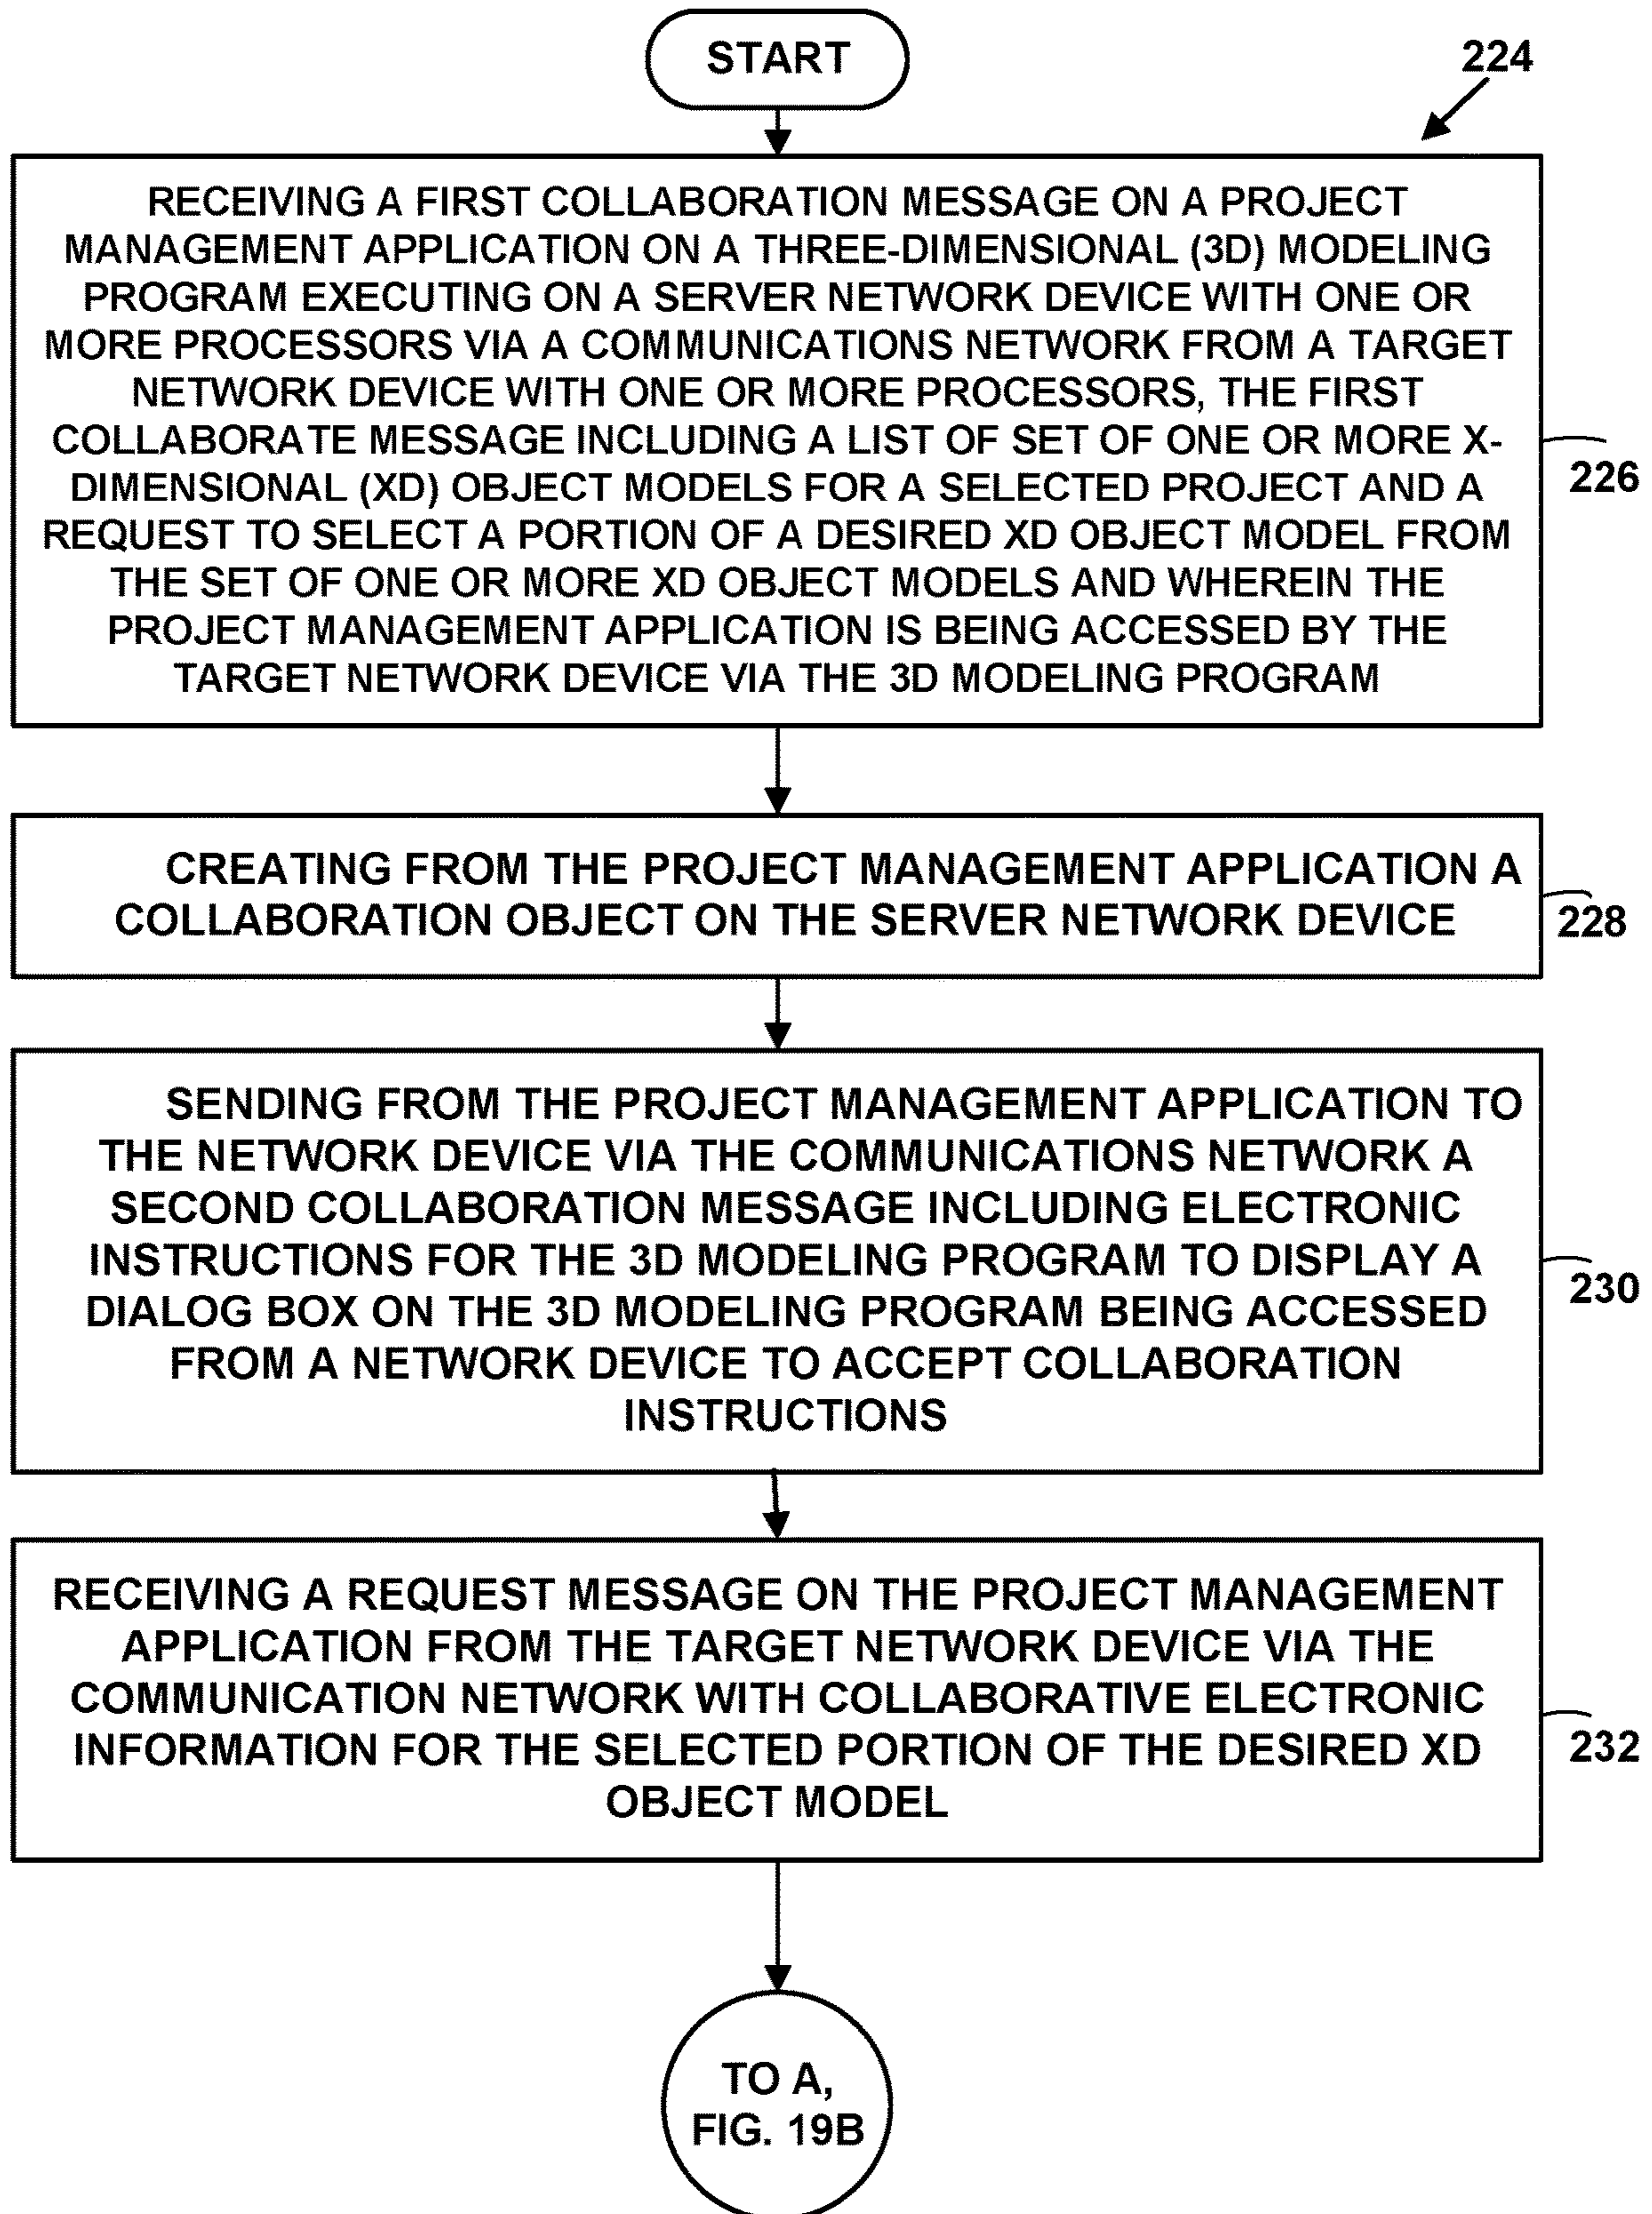 START
224
RECEIVING A FIRST COLLABORATION MESSAGE ON A PROJECT
MANAGEMENT APPLICATION ON A THREE-DIMENSIONAL (3D) MODELING
PROGRAM EXECUTING ON A SERVER NETWORK DEVICE WITH ONE OR
MORE PROCESSORS VIA A COMMUNICATIONS NETWORK FROM A TARGET
NETWORK DEVICE WITH ONE OR MORE PROCESSORS, THE FIRST
COLLABORATE MESSAGE INCLUDING A LIST OF SET OF ONE OR MORE X-
DIMENSIONAL (XD) OBJECT MODELS FOR A SELECTED PROJECT AND A
REQUEST TO SELECT A PORTION OF A DESIRED XD OBJECT MODEL FROM
THE SET OF ONE OR MORE XD OBJECT MODELS AND WHEREIN THE
PROJECT MANAGEMENT APPLICATION IS BEING ACCESSED BY THE
TARGET NETWORK DEVICE VIA THE 3D MODELING PROGRAM
226
CREATING FROM THE PROJECT MANAGEMENT APPLICATION A
COLLABORATION OBJECT ON THE SERVER NETWORK DEVICE
228
SENDING FROM THE PROJECT MANAGEMENT APPLICATION TO
THE NETWORK DEVICE VIA THE COMMUNICATIONS NETWORK A
SECOND COLLABORATION MESSAGE INCLUDING ELECTRONIC
INSTRUCTIONS FOR THE 3D MODELING PROGRAM TO DISPLAY A
DIALOG BOX ON THE 3D MODELING PROGRAM BEING ACCESSED
FROM A NETWORK DEVICE TO ACCEPT COLLABORATION
INSTRUCTIONS
230
RECEIVING A REQUEST MESSAGE ON THE PROJECT MANAGEMENT
APPLICATION FROM THE TARGET NETWORK DEVICE VIA THE
COMMUNICATION NETWORK WITH COLLABORATIVE ELECTRONIC
INFORMATION FOR THE SELECTED PORTION OF THE DESIRED XD
OBJECT MODEL
232
TO A,
FIG. 19B